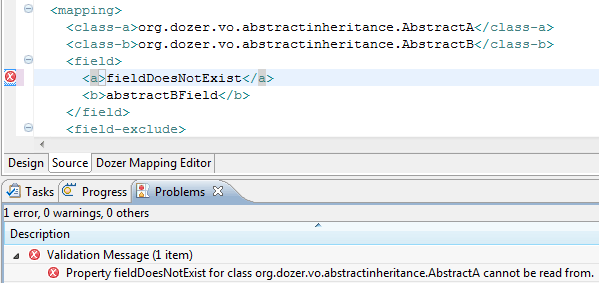 <mapping>
<class-a>org.dozer.vo.abstractinheritance.AbstractA</class-a>
<class-b>org.dozer.vo.abstractinheritance.AbstractB</class-b>
<field>
<a>fieldDoesNotExist</a>
<b>abstractBField</b>
</field>
<field-exclude>
Design Source Dozer Mapping Editor
Tasks Progress Problems
1 error, 0 warnings, 0 others
Description
Validation Message (1 item)
Property fieldDoesNotExist for class org.dozer.vo.abstractinheritance.AbstractA cannot be read from.